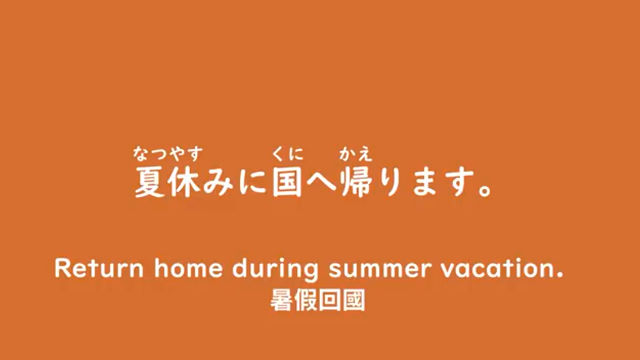 なつやす くに かえ
夏休みに国へ帰ります。
Return home during summer vacation.
暑假回國